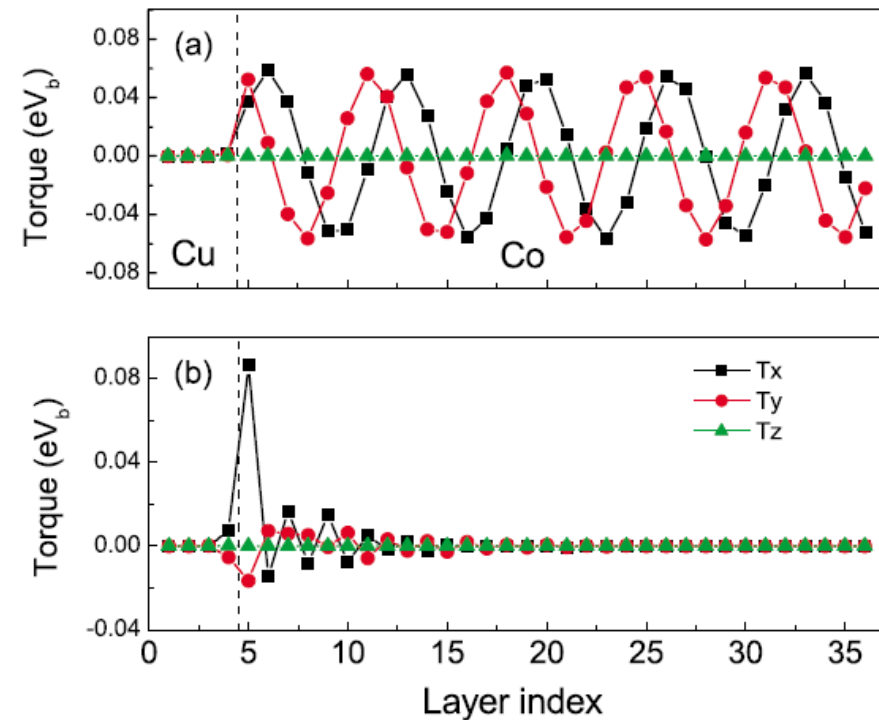 (a)
Torque (eV_b)
0.08
0.04
0.00
-0.04
-0.08
Cu
Co
(b)
Torque (eV_b)
0.08
0.04
0.00
-0.04
Tx
Ty
Tz
0 5 10 15 20 25 30 35
Layer index